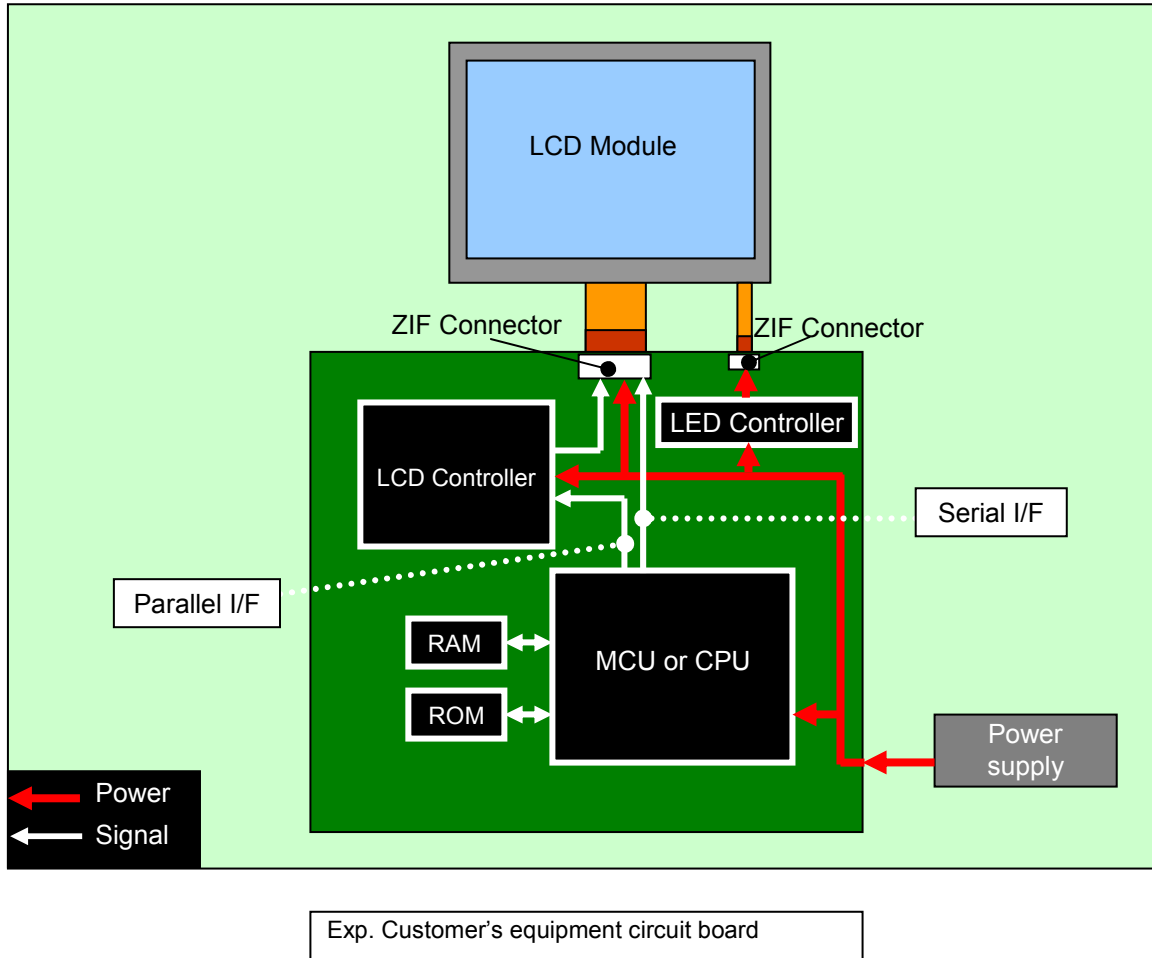 LCD Module
ZIF Connector
ZIF Connector
LED Controller
LCD Controller
Serial I/F
Parallel I/F
RAM
MCU or CPU
ROM
Power
supply
Power
Signal
Exp. Customer’s equipment circuit board